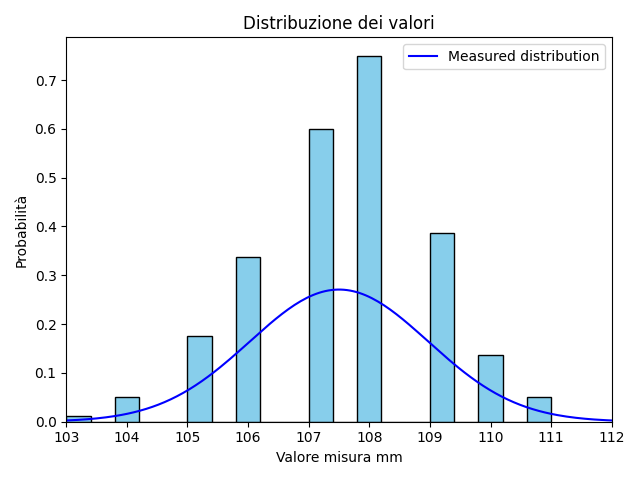 Distribuzione dei valori
Measured distribution
Probabilità
0.7
0.6
0.5
0.4
0.3
0.2
0.1
0.0
103 104 105 106 107 108 109 110 111 112
Valore misura mm